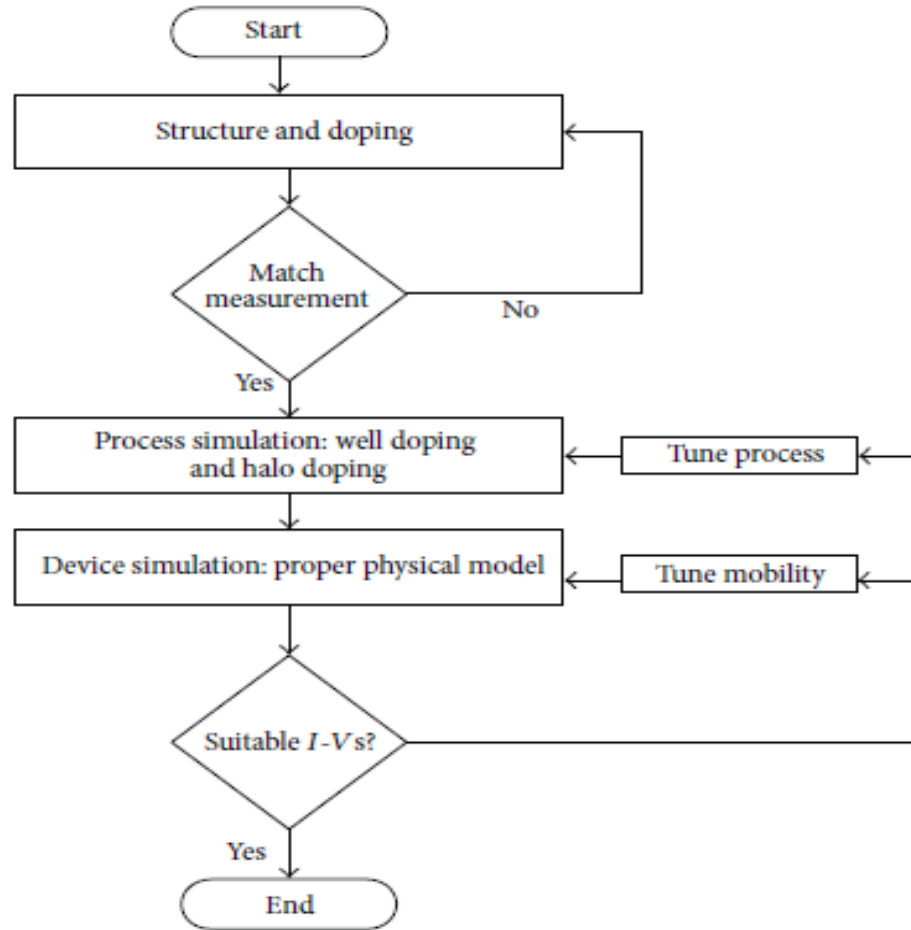 Start
Structure and doping
Match
measurement
No
Yes
Process simulation: well doping
and halo doping
Tune process
Device simulation: proper physical model
Tune mobility
Suitable I-Vs?
Yes
End